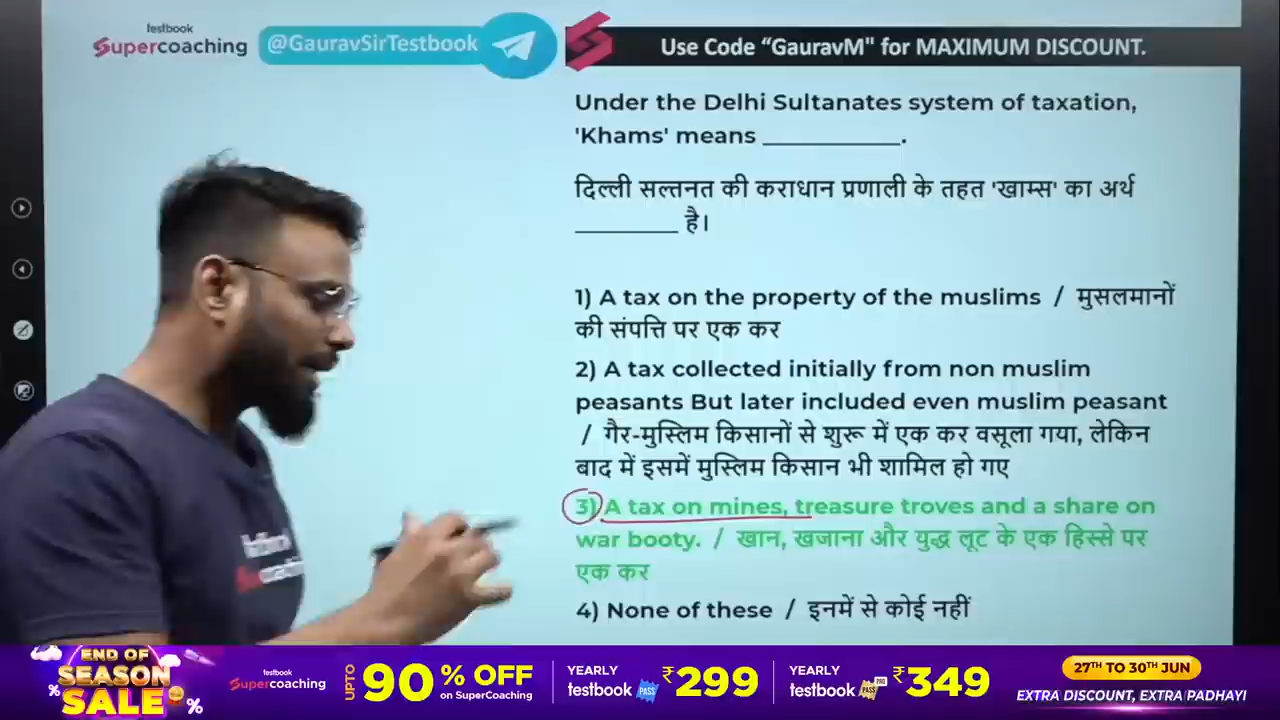 testbook
Supercoaching
@GauravSirTestbook
Use Code “GauravM" for MAXIMUM DISCOUNT.
Under the Delhi Sultanates system of taxation,
'Khams' means __________.
दिल्ली सल्तनत की कराधान प्रणाली के तहत 'खाम्स' का अर्थ
________ है।
1) A tax on the property of the muslims / मुसलमानों
की संपत्ति पर एक कर
2) A tax collected initially from non muslim
peasants But later included even muslim peasant
/ गैर-मुस्लिम किसानों से शुरू में एक कर वसूला गया, लेकिन
बाद में इसमें मुस्लिम किसान भी शामिल हो गए
3) A tax on mines, treasure troves and a share on
war booty. / खान, खजाना और युद्ध लूट के एक हिस्से पर
एक कर
4) None of these / इनमें से कोई नहीं
END OF
SEASON
SALE
%
%
testbook
Supercoaching
UPTO
90% OFF
on SuperCoaching
YEARLY
testbook PASS
₹299
YEARLY
testbook PASS PRO
₹349
27TH TO 30TH JUN
EXTRA DISCOUNT, EXTRA PADHAYI